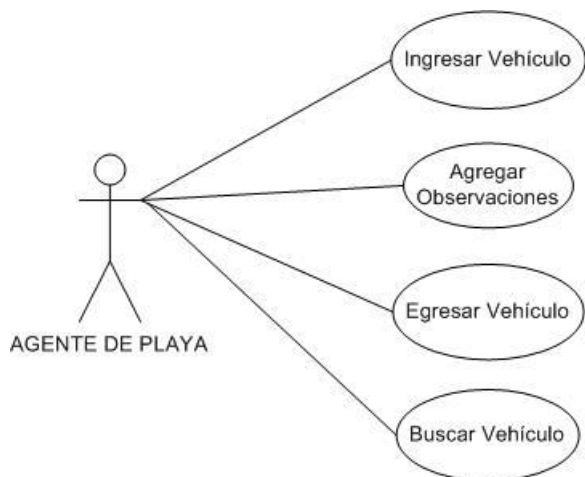 Ingresar Vehículo
Agregar
Observaciones
Egresar Vehículo
AGENTE DE PLAYA
Buscar Vehículo